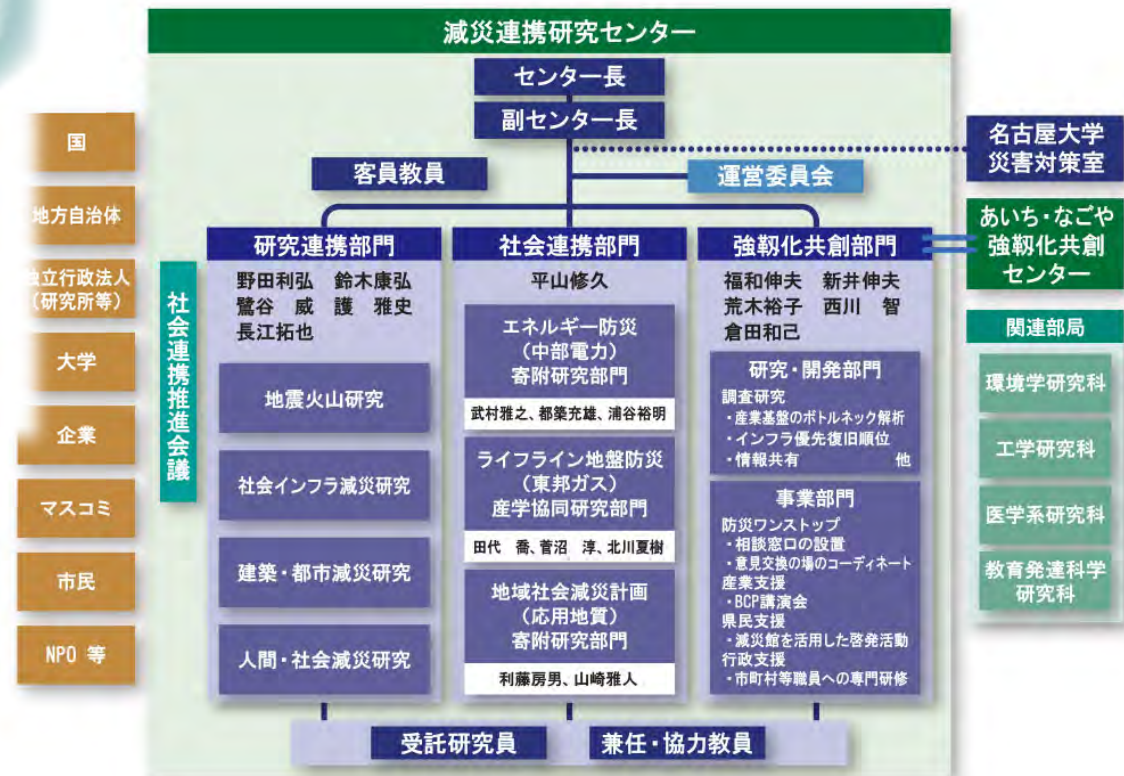 減災連携研究センター
センター長
副センター長
客員教員
運営委員会
名古屋大学
災害対策室
あいち・なごや
強靱化共創
センター
関連部局
環境学研究科
工学研究科
医学系研究科
教育発達科学
研究科
国
地方自治体
独立行政法人
(研究所等)
大学
企業
マスコミ
市民
NPO 等
社会連携推進会議
研究連携部門
野田利弘 鈴木康弘
鷺谷 威 護 雅史
長江拓也
地震火山研究
社会インフラ減災研究
建築・都市減災研究
人間・社会減災研究
社会連携部門
平山修久
エネルギー防災
(中部電力)
寄附研究部門
武村雅之、都築充雄、浦谷裕明
ライフライン地盤防災
(東邦ガス)
産学協同研究部門
田代 喬、菅沼 淳、北川夏樹
地域社会減災計画
(応用地質)
寄附研究部門
利藤房男、山崎雅人
強靱化共創部門
福和伸夫 新井伸夫
荒木裕子 西川 智
倉田和己
研究・開発部門
調査研究
・産業基盤のボトルネック解析
・インフラ優先復旧順位
・情報共有 他
事業部門
防災ワンストップ
・相談窓口の設置
・意見交換の場のコーディネート
産業支援
・BCP講演会
県民支援
・減災館を活用した啓発活動
行政支援
・市町村等職員への専門研修
受託研究員
兼任・協力教員